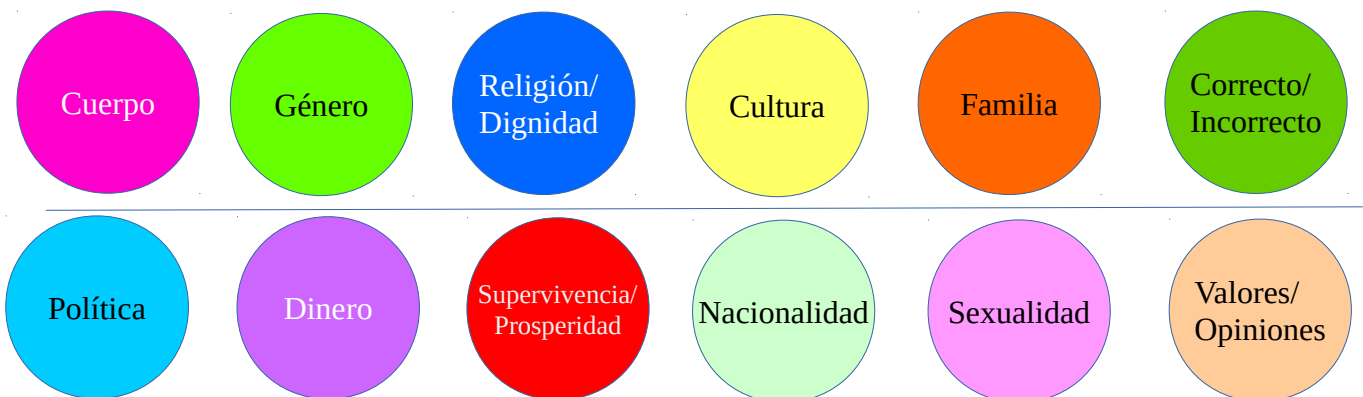 Cuerpo
Género
Religión/
Dignidad
Cultura
Familia
Correcto/
Incorrecto
Política
Dinero
Supervivencia/
Prosperidad
Nacionalidad
Sexualidad
Valores/
Opiniones